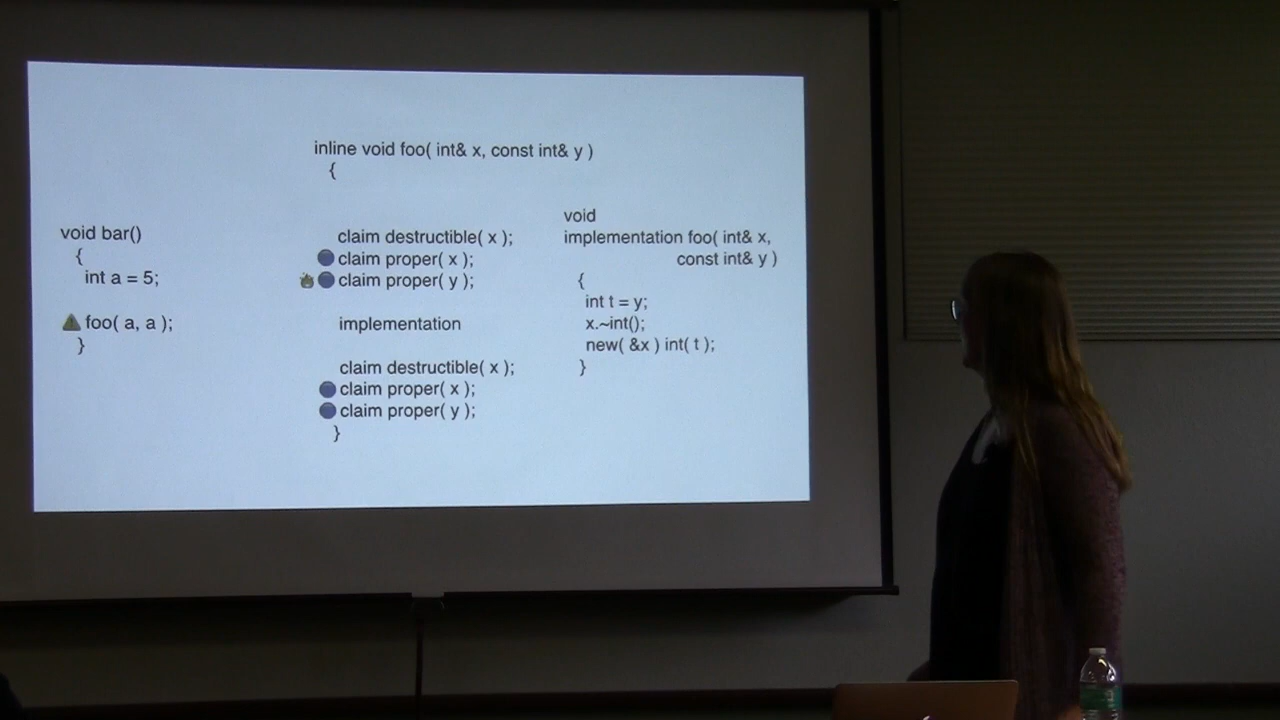 inline void foo( int& x, const int& y )
{
void bar()
{
int a = 5;
foo( a, a );
}
claim destructible( x );
claim proper( x );
claim proper( y );
implementation
claim destructible( x );
claim proper( x );
claim proper( y );
}
void
implementation foo( int& x,
const int& y )
{
int t = y;
x.~int();
new( &x ) int( t );
}